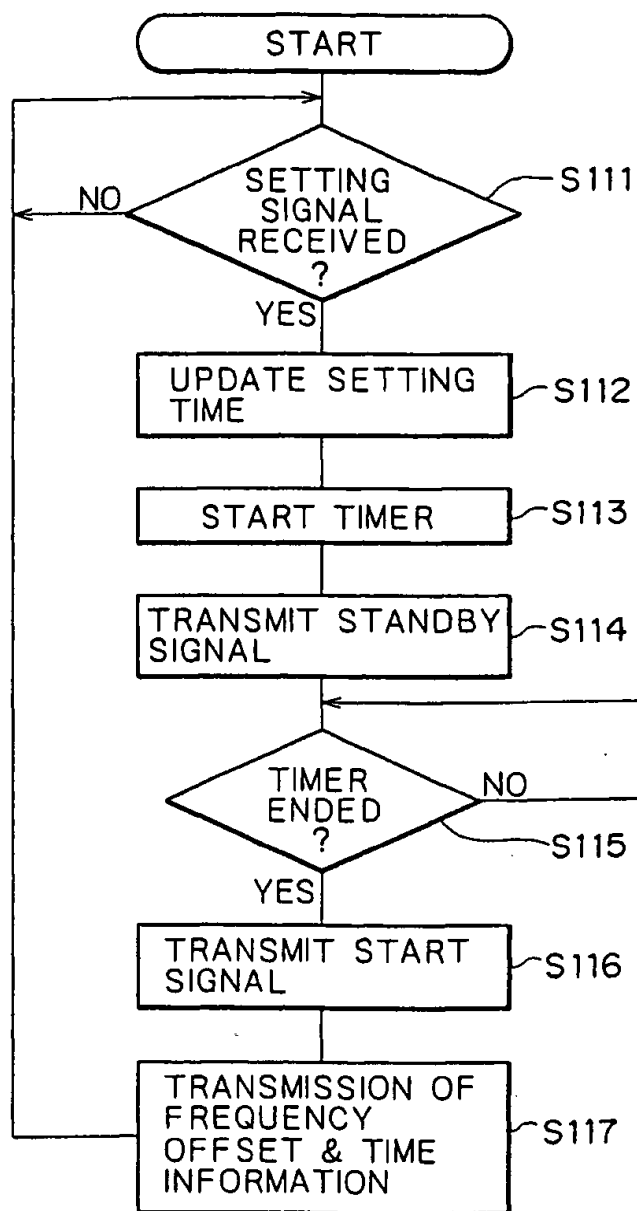 START
SETTING
SIGNAL
RECEIVED
?
S111
NO
YES
UPDATE SETTING
TIME
S112
START TIMER
S113
TRANSMIT STANDBY
SIGNAL
S114
TIMER
ENDED
?
NO
S115
YES
TRANSMIT START
SIGNAL
S116
TRANSMISSION OF
FREQUENCY
OFFSET & TIME
INFORMATION
S117